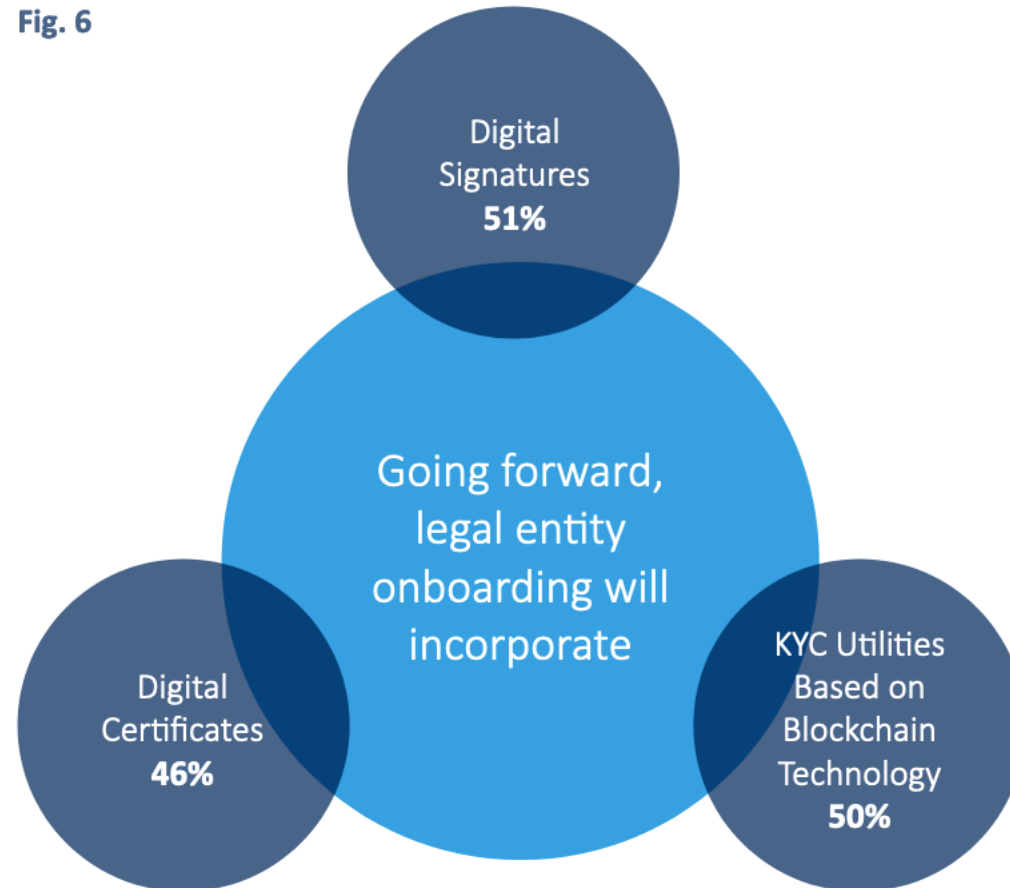 Fig. 6
Digital
Signatures
51%
Going forward,
legal entity
onboarding will
incorporate
Digital
Certificates
46%
KYC Utilities
Based on
Blockchain
Technology
50%